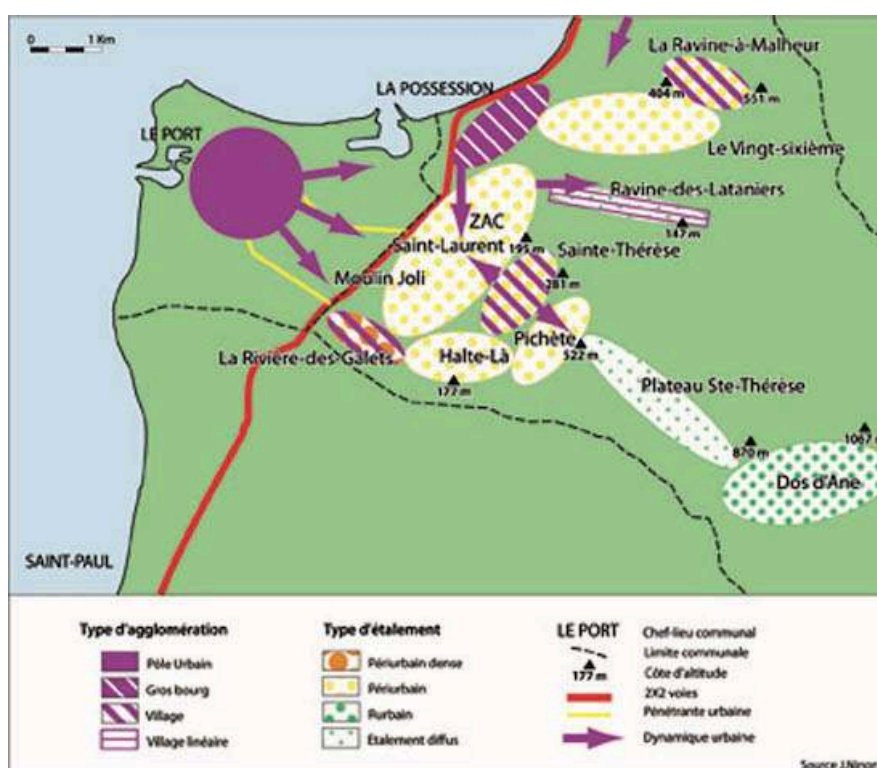 0 1 Km
La Ravine-à-Malheur
LA POSSESSION
404 m
551 m
LE PORT
Le Vingt-sixième
Ravine-des-Lataniers
ZAC
147 m
Saint-Laurent
195 m
Sainte-Thérèse
Moulin Joli
281 m
Pichète
La Rivière-des-Galets
Halte-Là
522 m
177 m
Plateau Ste-Thérèse
870 m
1067 m
Dos d'Ane
SAINT-PAUL
Type d'agglomération
Pôle Urbain
Gros bourg
Village
Village linéaire
Type d'étalement
Périurbain dense
Périurbain
Rurbain
Etalement diffus
LE PORT Chef-lieu communal
Limite communale
177 m Côte d'altitude
2X2 voies
Pénétrante urbaine
Dynamique urbaine
Source J.Ninon